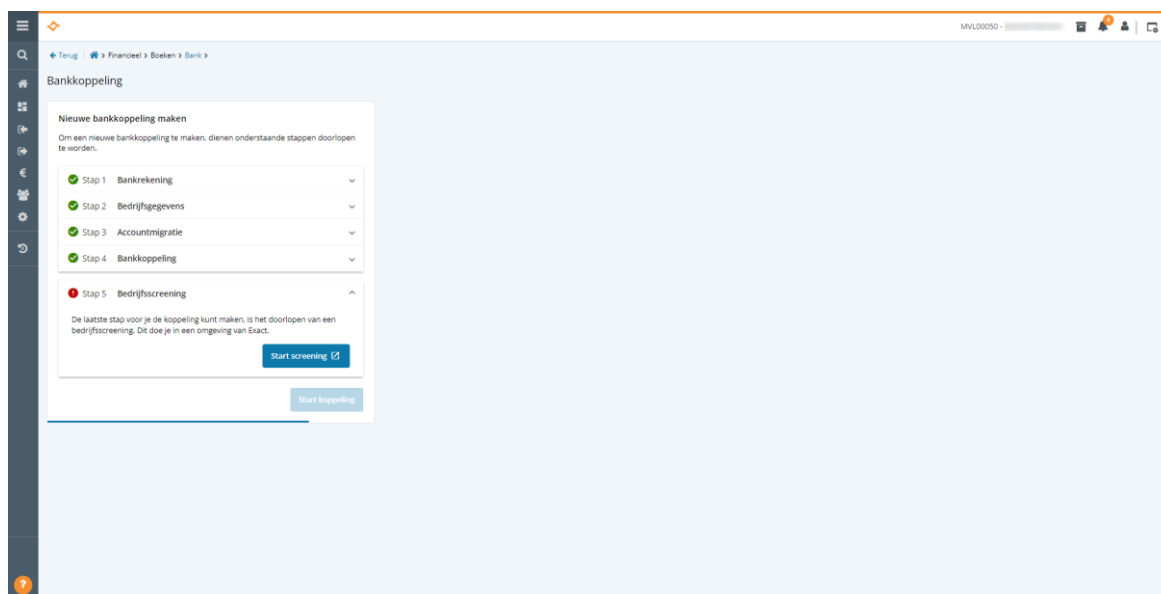 MVL00050 -
4
Terug
> Financieel > Boeken > Bank >
Bankkoppeling
Nieuwe bankkoppeling maken
Om een nieuwe bankkoppeling te maken, dienen onderstaande stappen doorlopen
te worden.
Stap 1 Bankrekening
Stap 2 Bedrijfsgegevens
Stap 3 Accountmigratie
Stap 4 Bankkoppeling
Stap 5 Bedrijfsscreening
De laatste stap voor je de koppeling kunt maken, is het doorlopen van een
bedrijfsscreening. Dit doe je in een omgeving van Exact.
Start screening
Start koppeling
?